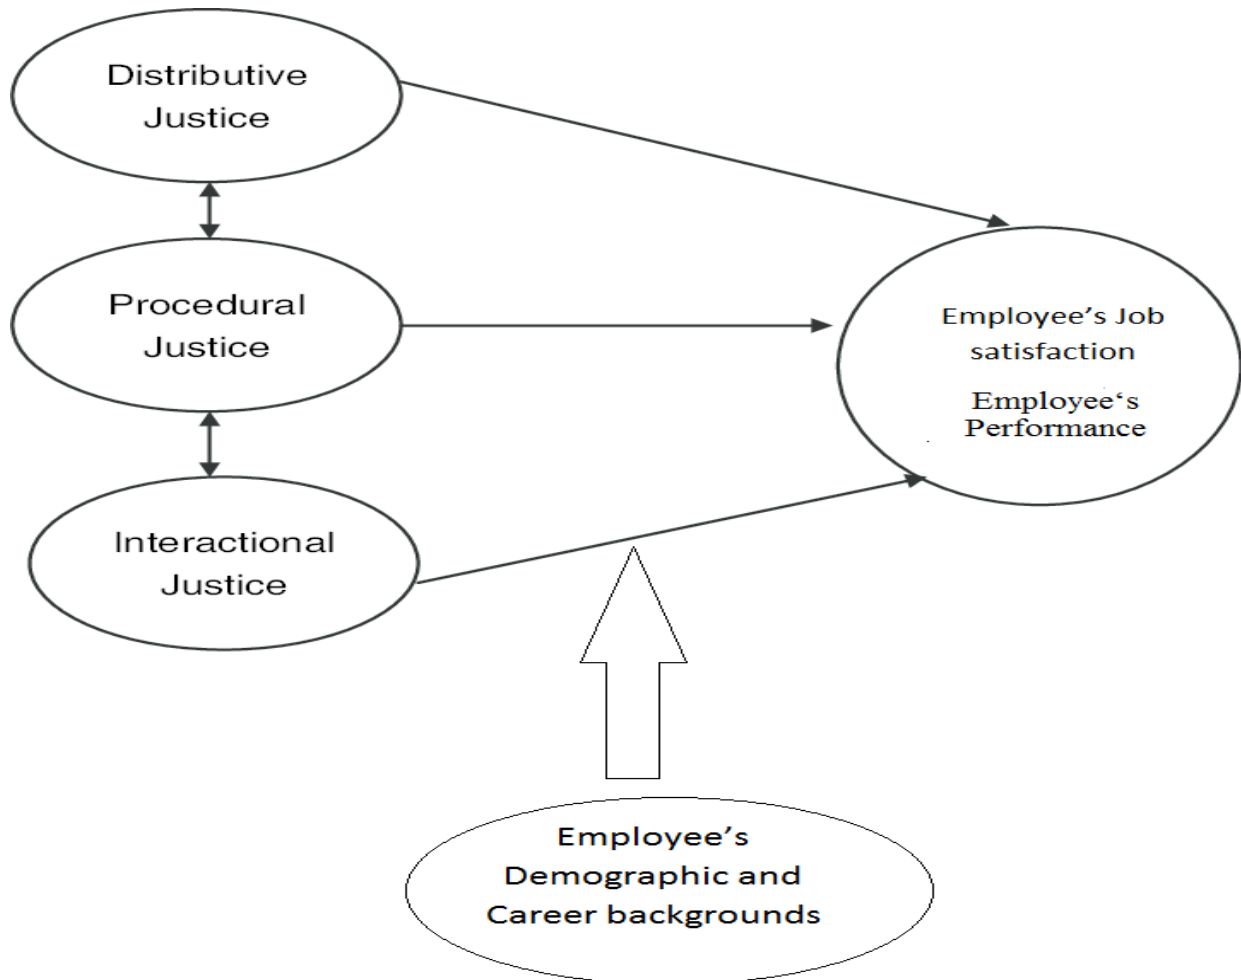 Distributive
Justice
Procedural
Justice
Interactional
Justice
Employee’s Job
satisfaction
Employee‘s
Performance
Employee’s
Demographic and
Career backgrounds